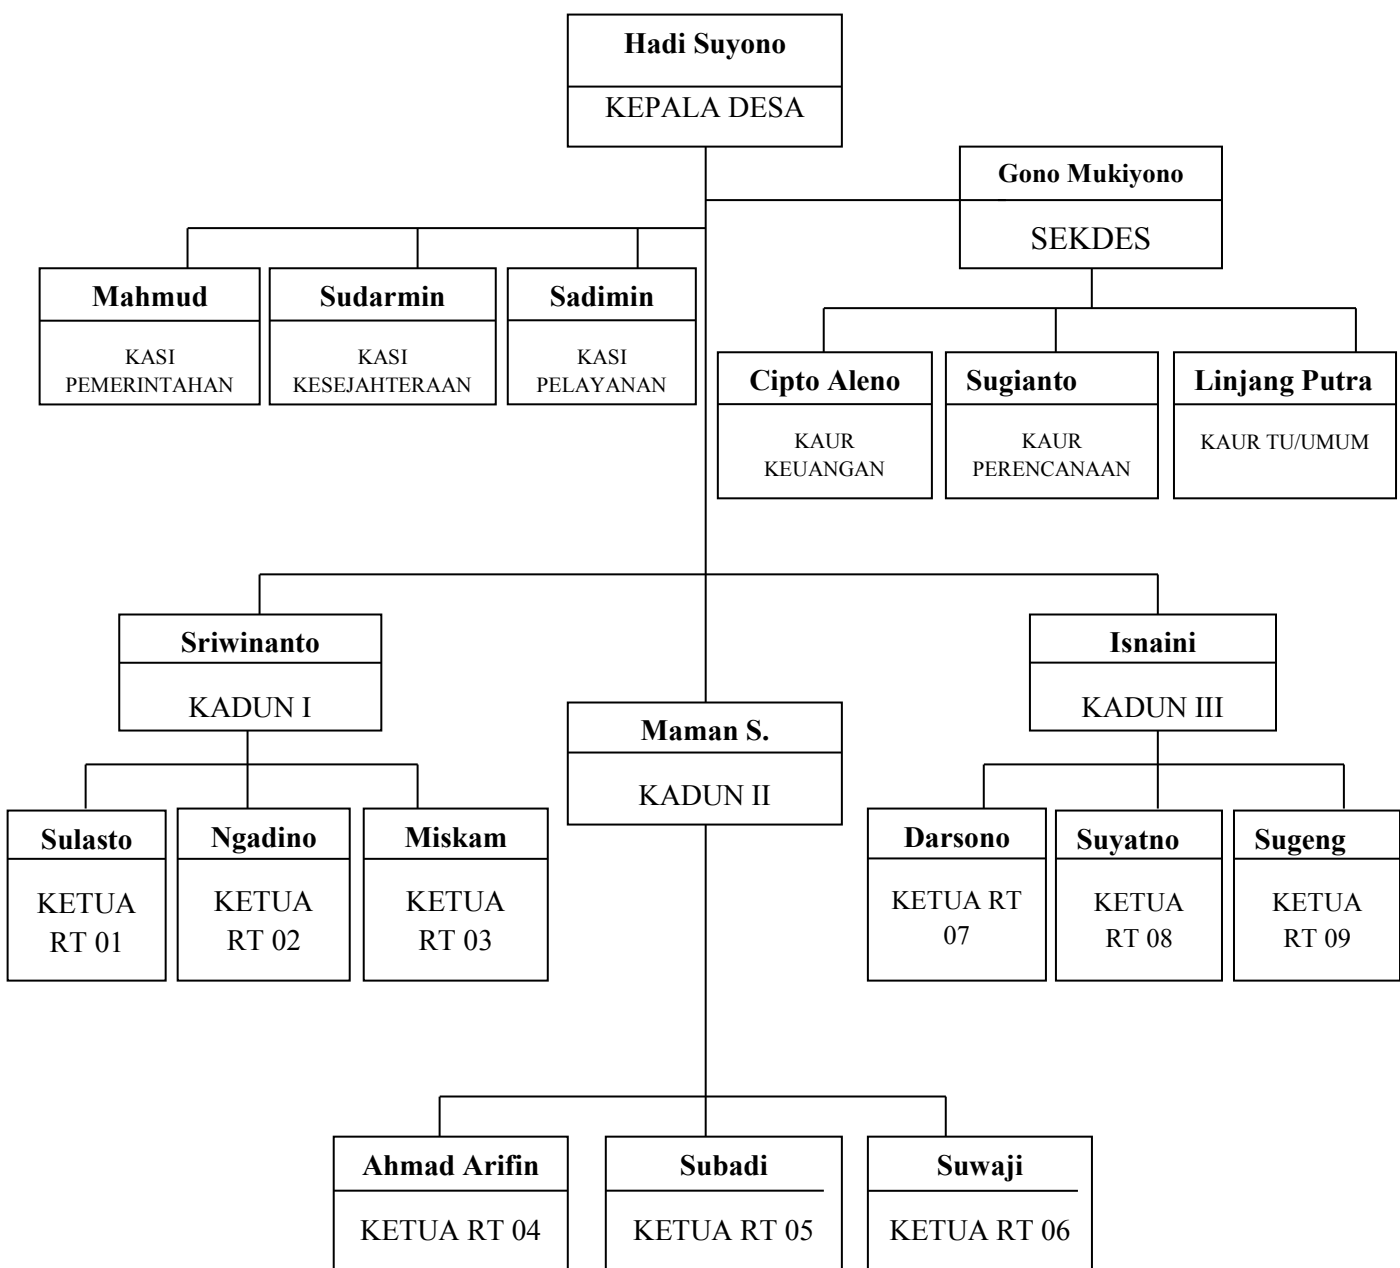 Hadi Suyono
KEPALA DESA
Gono Mukiyono
SEKDES
Mahmud
KASI
PEMERINTAHAN
Sudarmin
KASI
KESEJAHTERAAN
Sadimin
KASI
PELAYANAN
Cipto Aleno
KAUR
KEUANGAN
Sugianto
KAUR
PERENCANAAN
Linjang Putra
KAUR TU/UMUM
Sriwinanto
KADUN I
Maman S.
KADUN II
Isnaini
KADUN III
Sulasto
KETUA
RT 01
Ngadino
KETUA
RT 02
Miskam
KETUA
RT 03
Darsono
KETUA RT
07
Suyatno
KETUA
RT 08
Sugeng
KETUA
RT 09
Ahmad Arifin
KETUA RT 04
Subadi
KETUA RT 05
Suwaji
KETUA RT 06